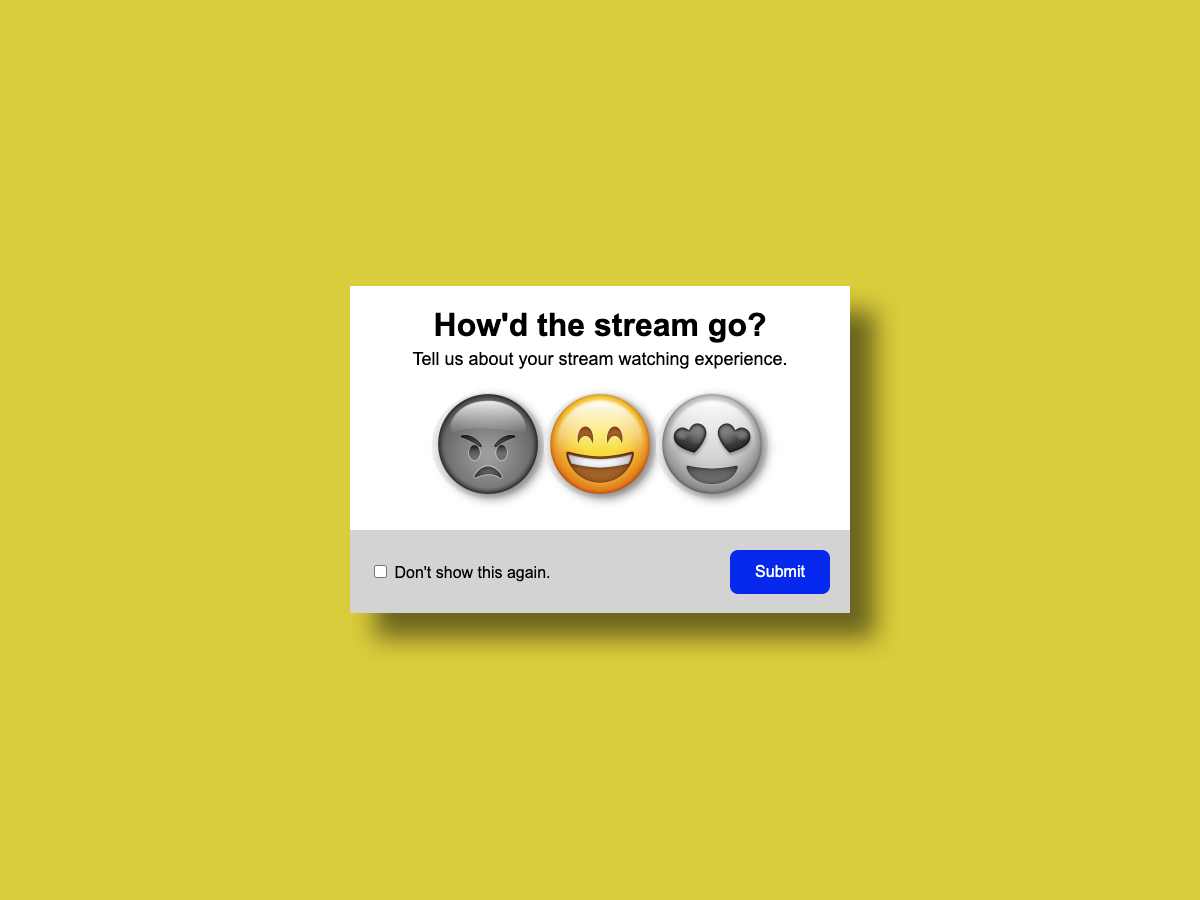 How'd the stream go?
Tell us about your stream watching experience.
Don't show this again.
Submit